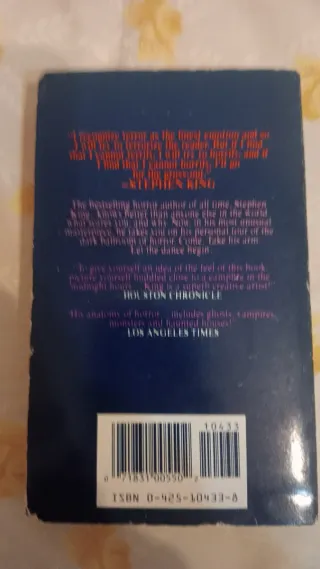 "I recognize terror as the finest emotion and so
I will try to terrorize the reader. But if I find
that I cannot terrify, I will try to horrify, and if
I find that I cannot horrify, I'll go
for the gross-out."
—STEPHEN KING
The bestselling horror author of all time, Stephen
King, knows better than anyone else in the world
what scares you, and why. Now, in his most unusual
masterpiece, he takes you on his personal tour of the
dark ballroom of horror. Come. Take his arm.
Let the dance begin...
"To give yourself an idea of the feel of this book,
picture yourself huddled close to a campfire in the
midnight hours... King is a superb creative artist"
HOUSTON CHRONICLE
"His anatomy of horror... includes ghosts, vampires,
monsters and haunted houses!"
LOS ANGELES TIMES
10433
0 71831 00550 2
ISBN 0-425-10433-8